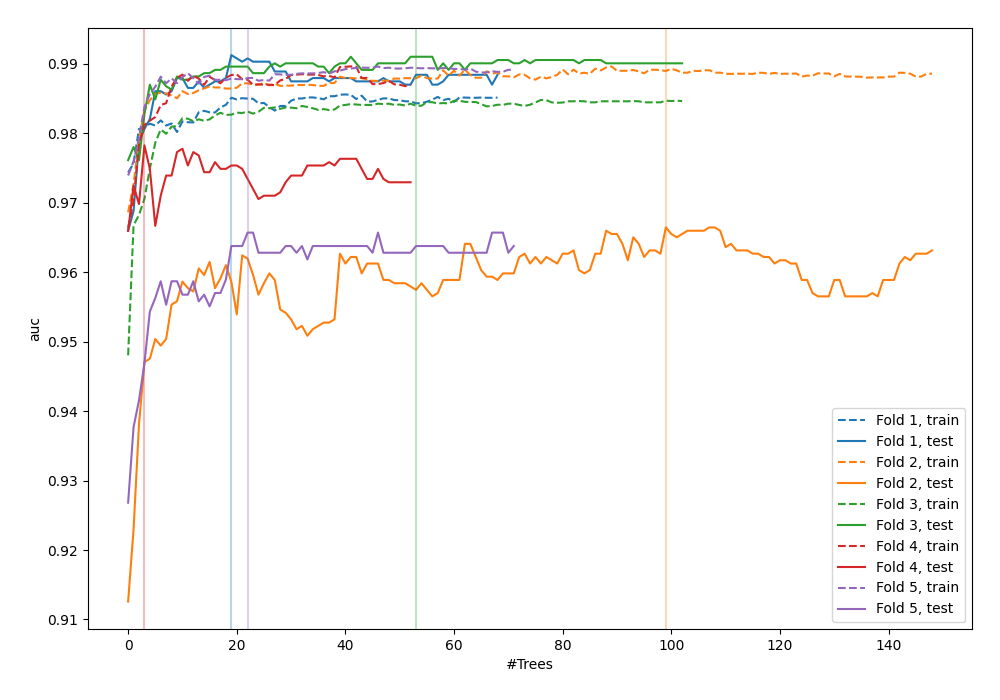 0.99
0.98
0.97
0.96
0.95
0.94
0.93
0.92
0.91
auc
0 20 40 60 80 100 120 140
#Trees
Fold 1, train
Fold 1, test
Fold 2, train
Fold 2, test
Fold 3, train
Fold 3, test
Fold 4, train
Fold 4, test
Fold 5, train
Fold 5, test